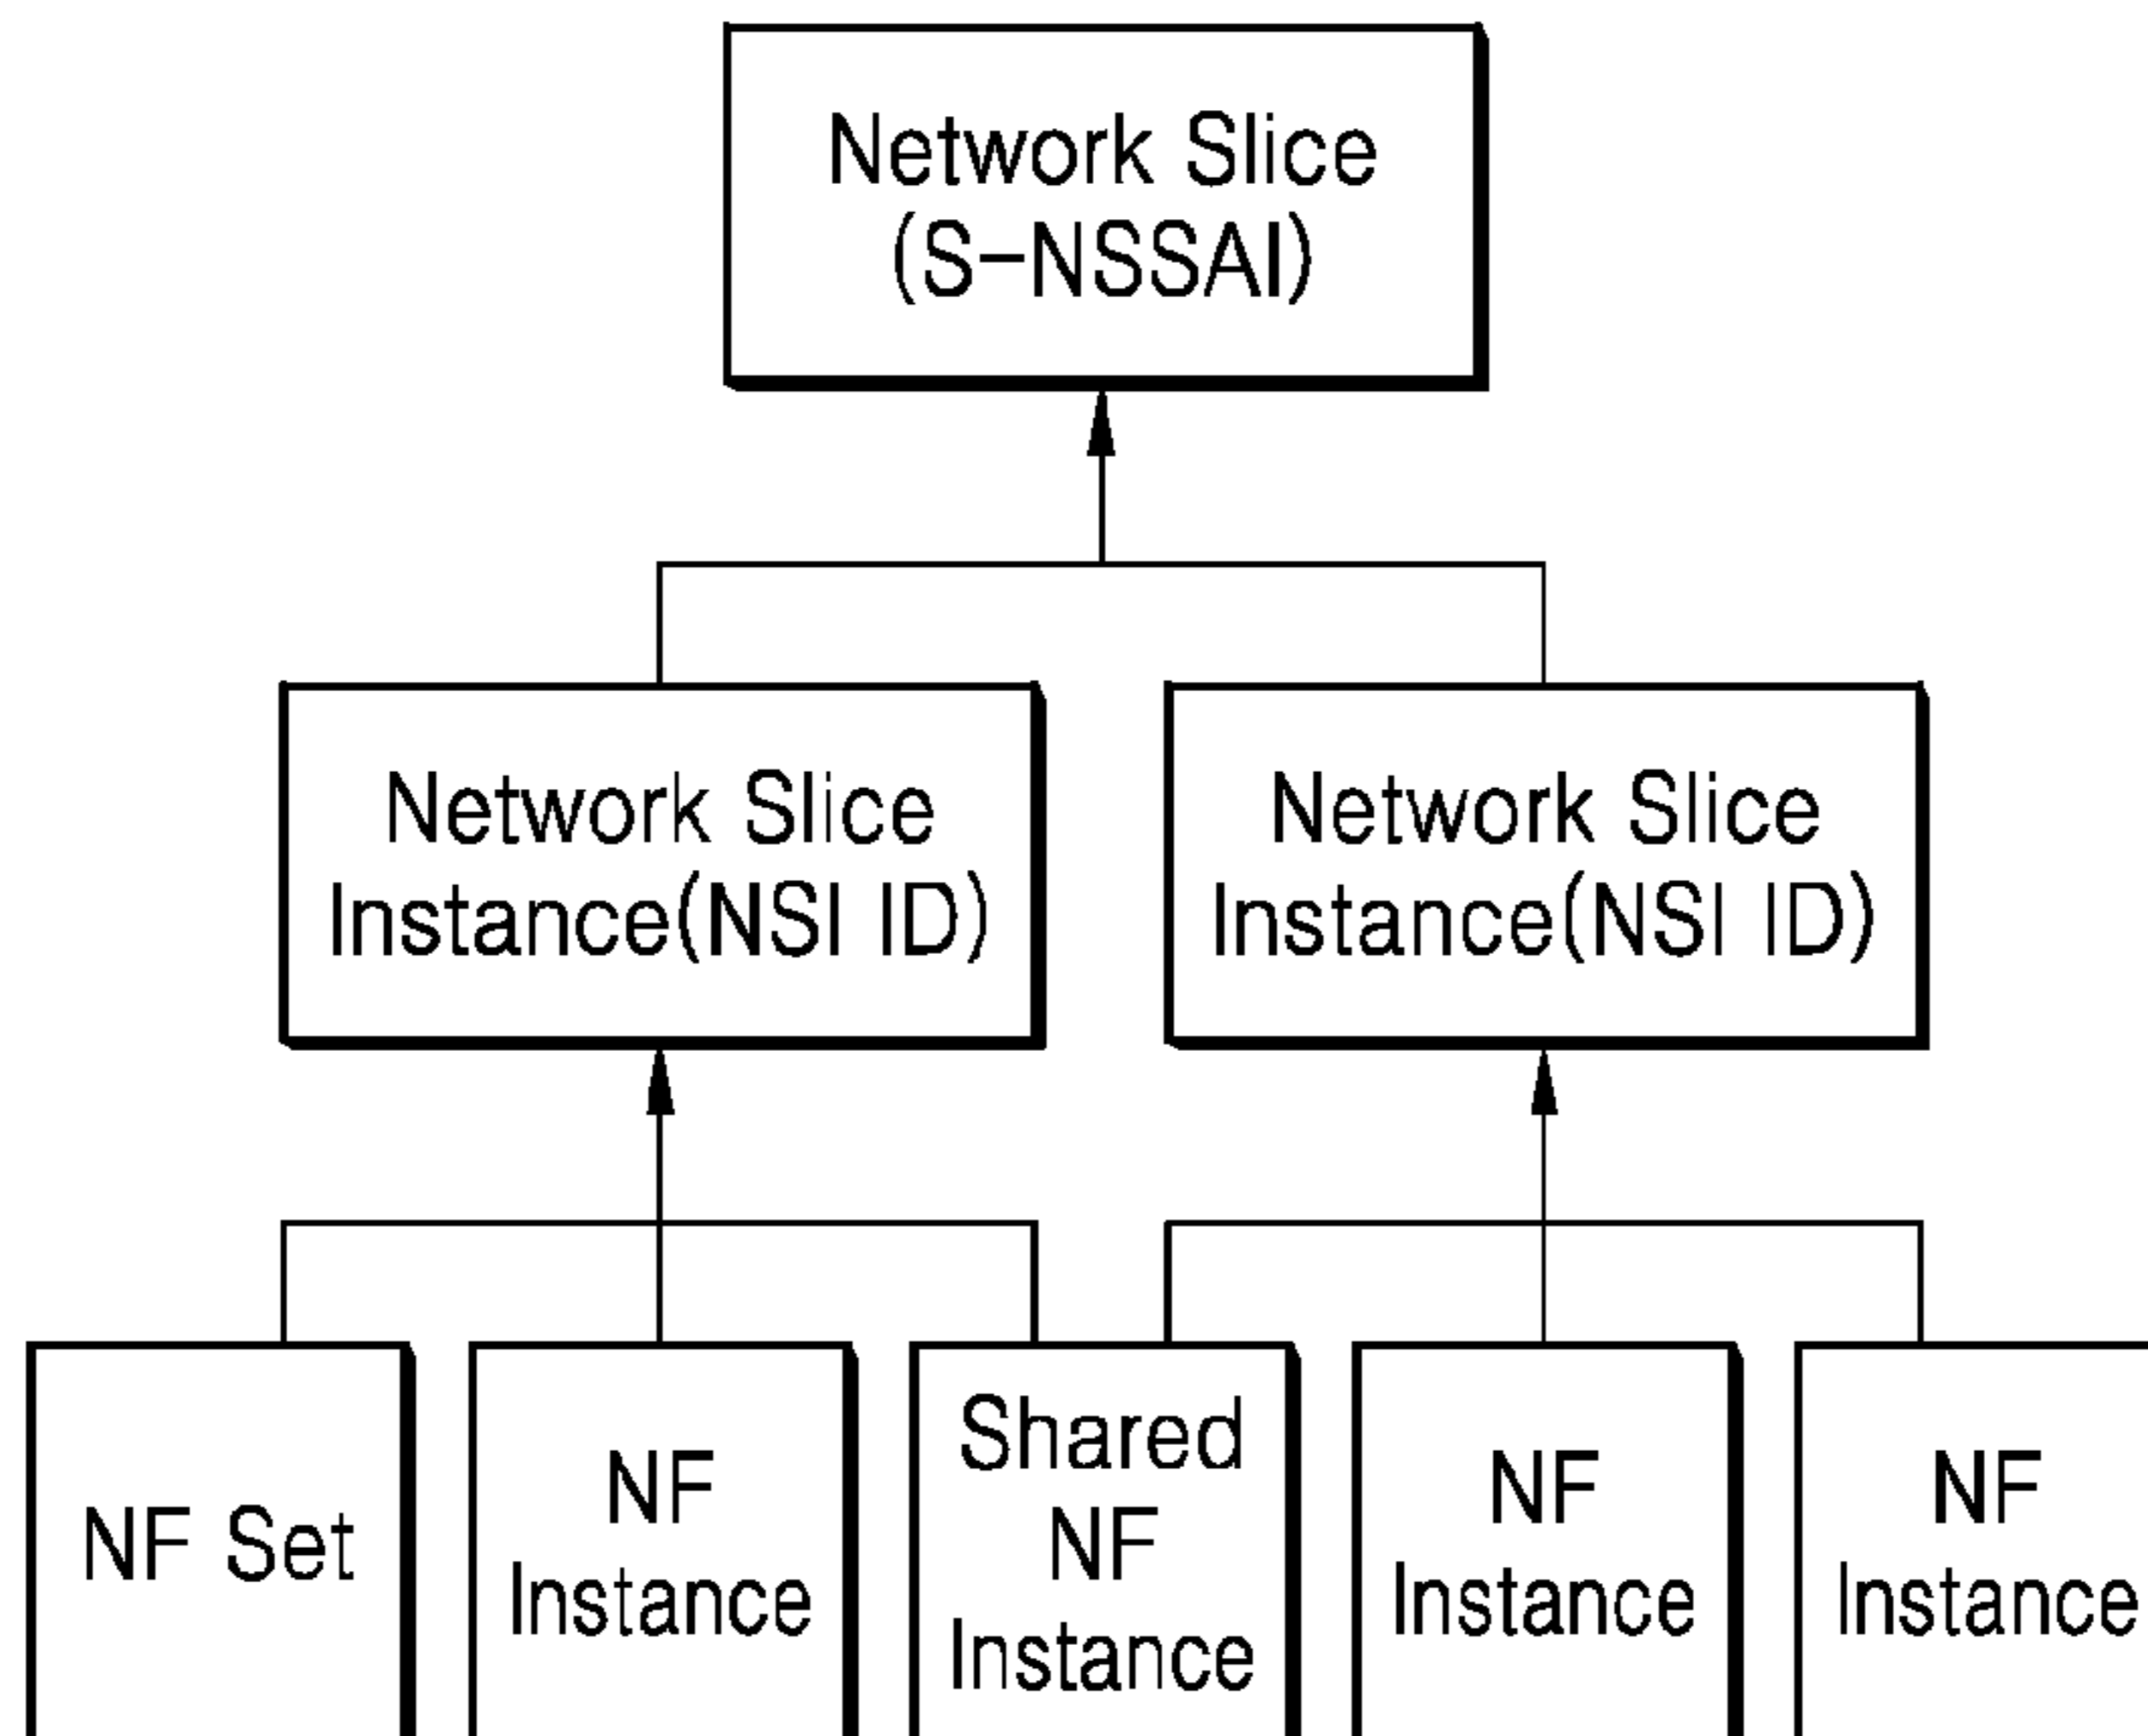 Network Slice
(S-NSSAI)
Network Slice
Instance(NSI ID)
Network Slice
Instance(NSI ID)
NF Set
NF
Instance
Shared
NF
Instance
NF
Instance
NF
Instance